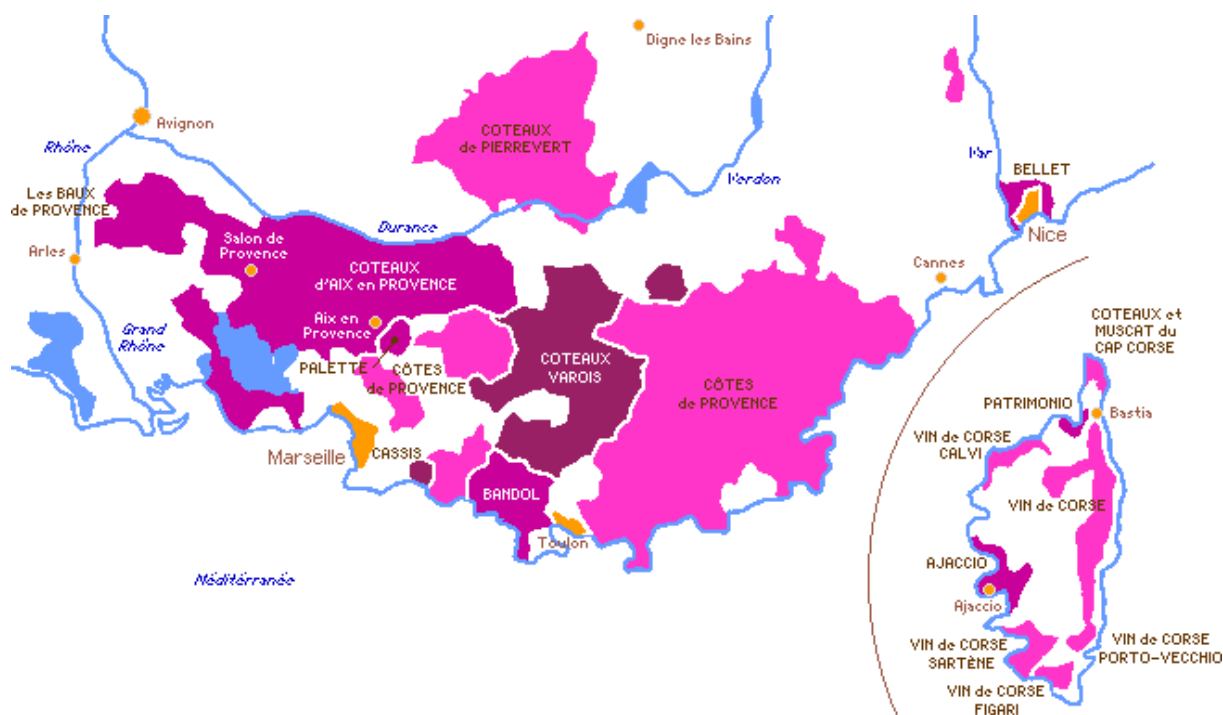 Digne les Bains
Avignon
Rhône
COTEAUX
de PIERREVERT
Var
Verdon
BELLET
Les BAUX
de PROVENCE
Durance
Nice
Salon de
Provence
Arles
COTEAUX
d'AIX en PROVENCE
Cannes
Grand
Rhône
Aix en
Provence
COTEAUX et
MUSCAT du
CAP CORSE
PALETTE
CÔTES
de PROVENCE
COTEAUX
VAROIS
CÔTES
de PROVENCE
PATRIMONIO
Bastia
VIN de CORSE
CALVI
Marseille
CASSIS
BANDOL
VIN de CORSE
Toulon
Méditérranée
AJACCIO
Ajaccio
VIN de CORSE
SARTÈNE
VIN de CORSE
PORTO-VECCHIO
VIN de CORSE
FIGARI